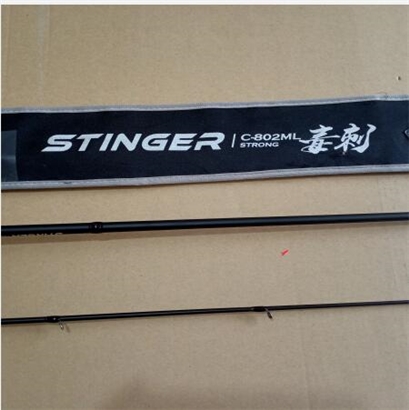 STINGER
C-802ML
STRONG
毒刺